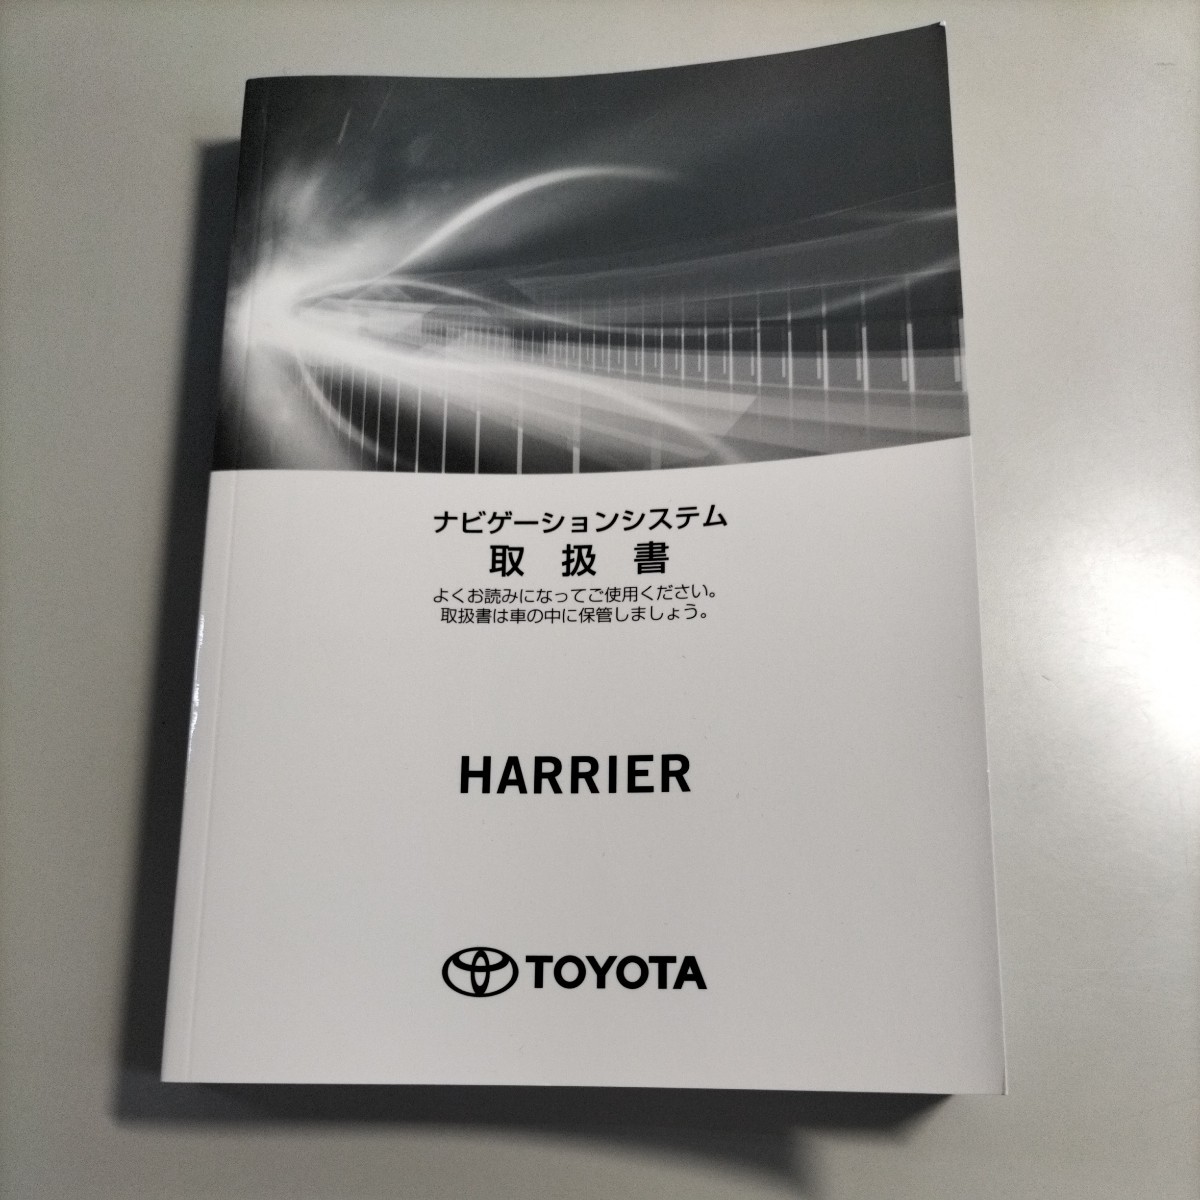 ナビゲーションシステム
取扱書
よくお読みになってご使用ください。
取扱書は車の中に保管しましょう。
HARRIER
TOYOTA